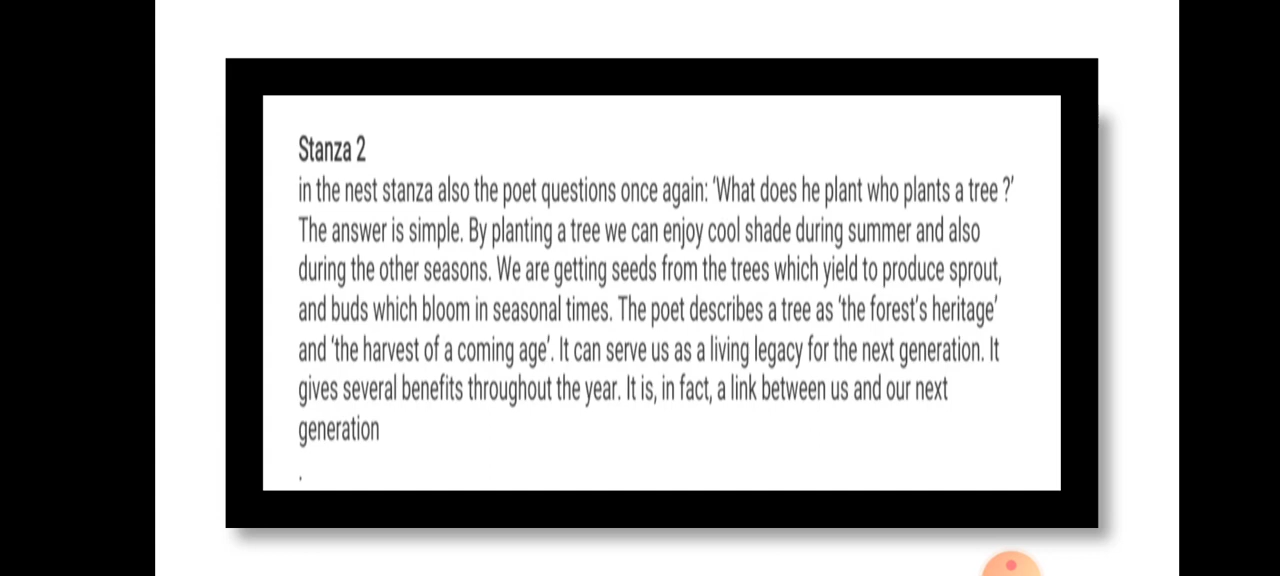 Stanza 2
in the nest stanza also the poet questions once again: 'What does he plant who plants a tree ?'
The answer is simple. By planting a tree we can enjoy cool shade during summer and also
during the other seasons. We are getting seeds from the trees which yield to produce sprout,
and buds which bloom in seasonal times. The poet describes a tree as 'the forest's heritage'
and 'the harvest of a coming age'. It can serve us as a living legacy for the next generation. It
gives several benefits throughout the year. It is, in fact, a link between us and our next
generation
.